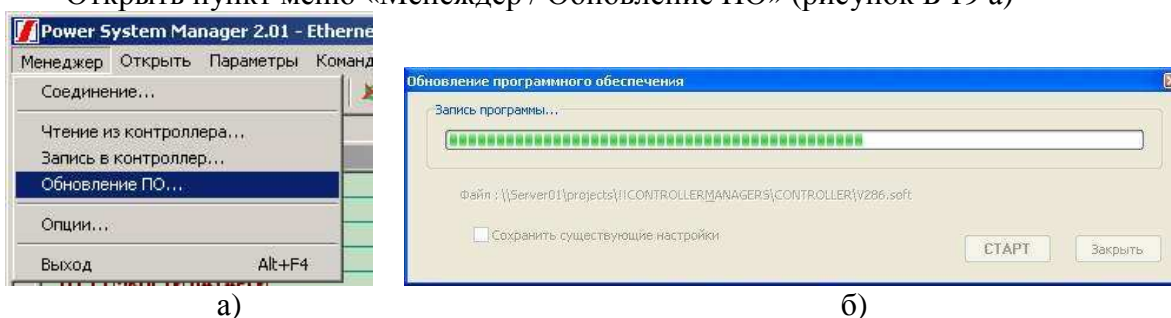 Открыть пункт меню «Менеждер / Обновление ПО» (рисунок В 19 а)
Power System Manager 2.01 - Etherne
Менеджер Открыть Параметры Команд
Соединение...
Чтение из контроллера...
Запись в контроллер...
Обновление ПО...
Опции...
Выход Alt+F4
Обновление программного обеспечения
Запись программы...
Файл : \\Server01\projects\!!CONTROLLERMANAGERS\CONTROLLER\V286.soft
Сохранить существующие настройки
СТАРТ Закрыть
а) б)